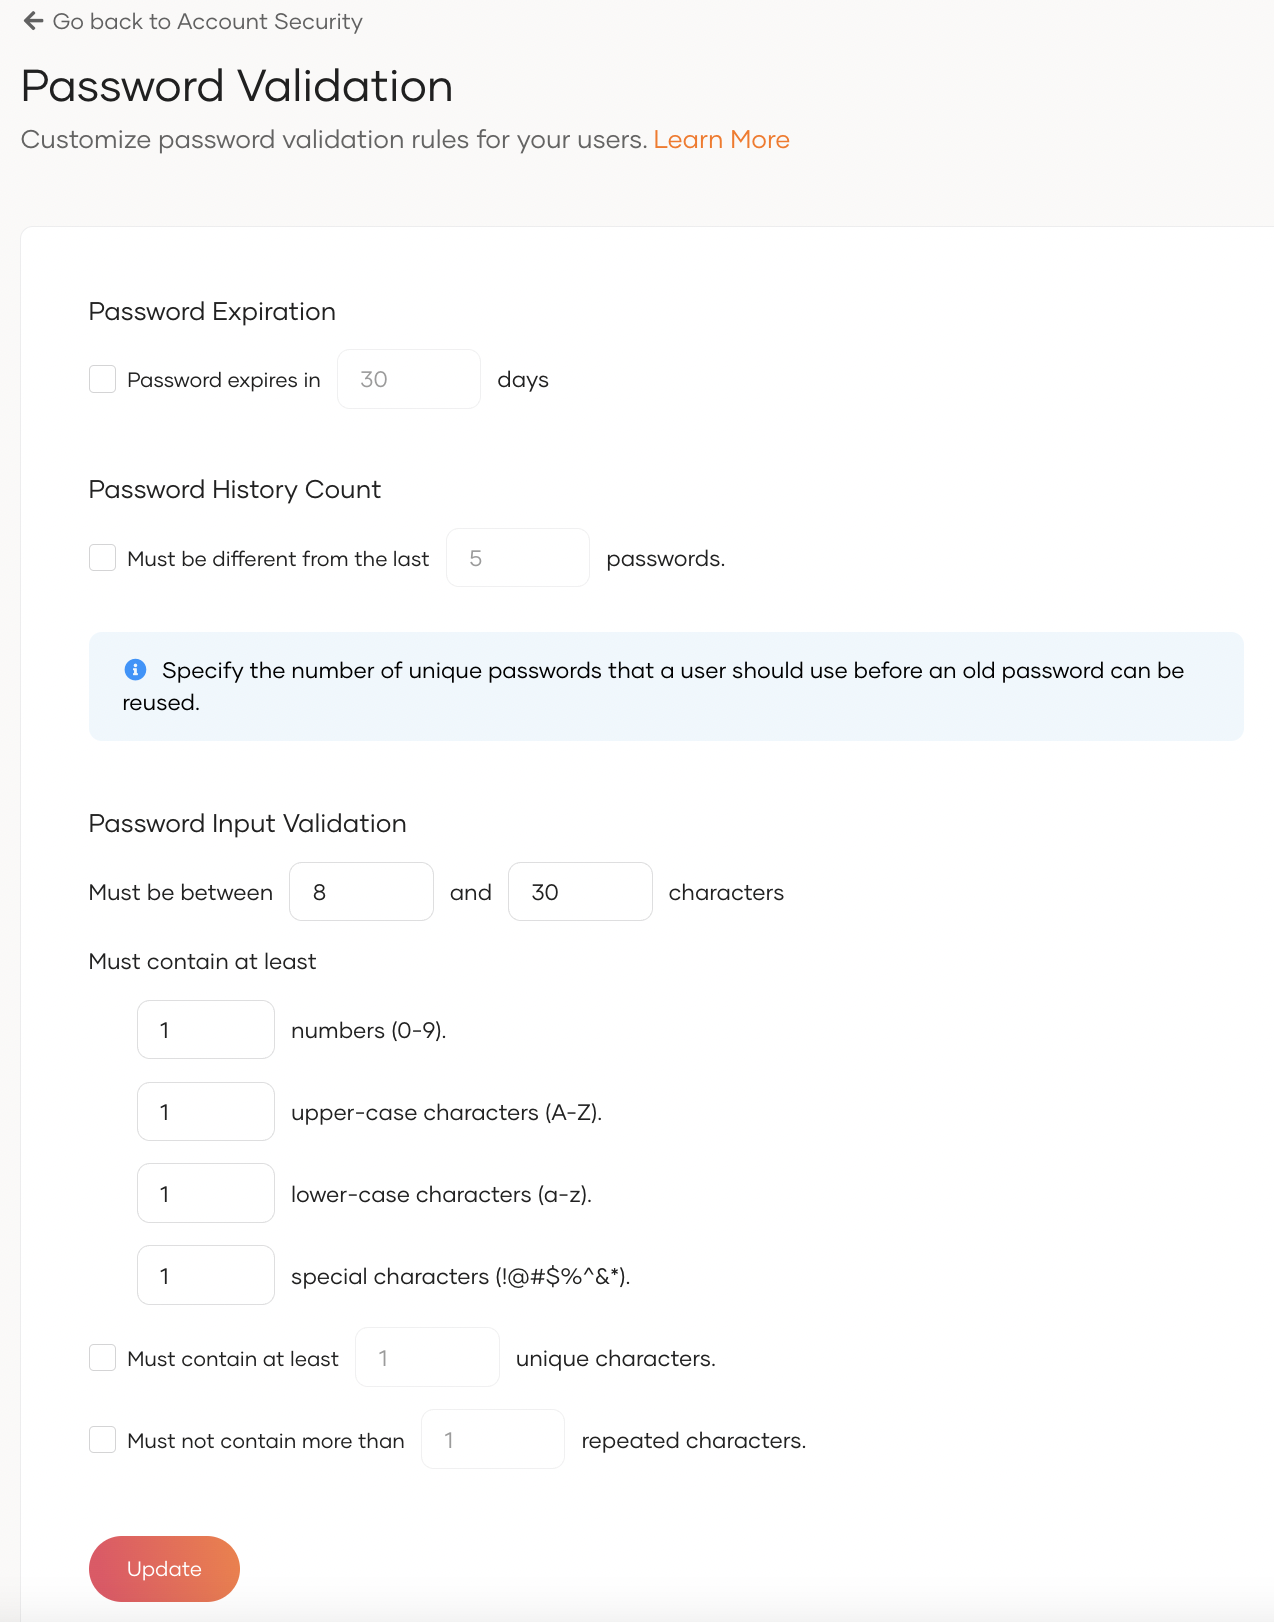 Go back to Account Security
Password Validation
Customize password validation rules for your users. Learn More
Password Expiration
Password expires in 30 days
Password History Count
Must be different from the last 5 passwords.
Specify the number of unique passwords that a user should use before an old password can be
reused.
Password Input Validation
Must be between 8 and 30 characters
Must contain at least
1 numbers (0-9).
1 upper-case characters (A-Z).
1 lower-case characters (a-z).
1 special characters (!@#$%^&*).
Must contain at least 1 unique characters.
Must not contain more than 1 repeated characters.
Update